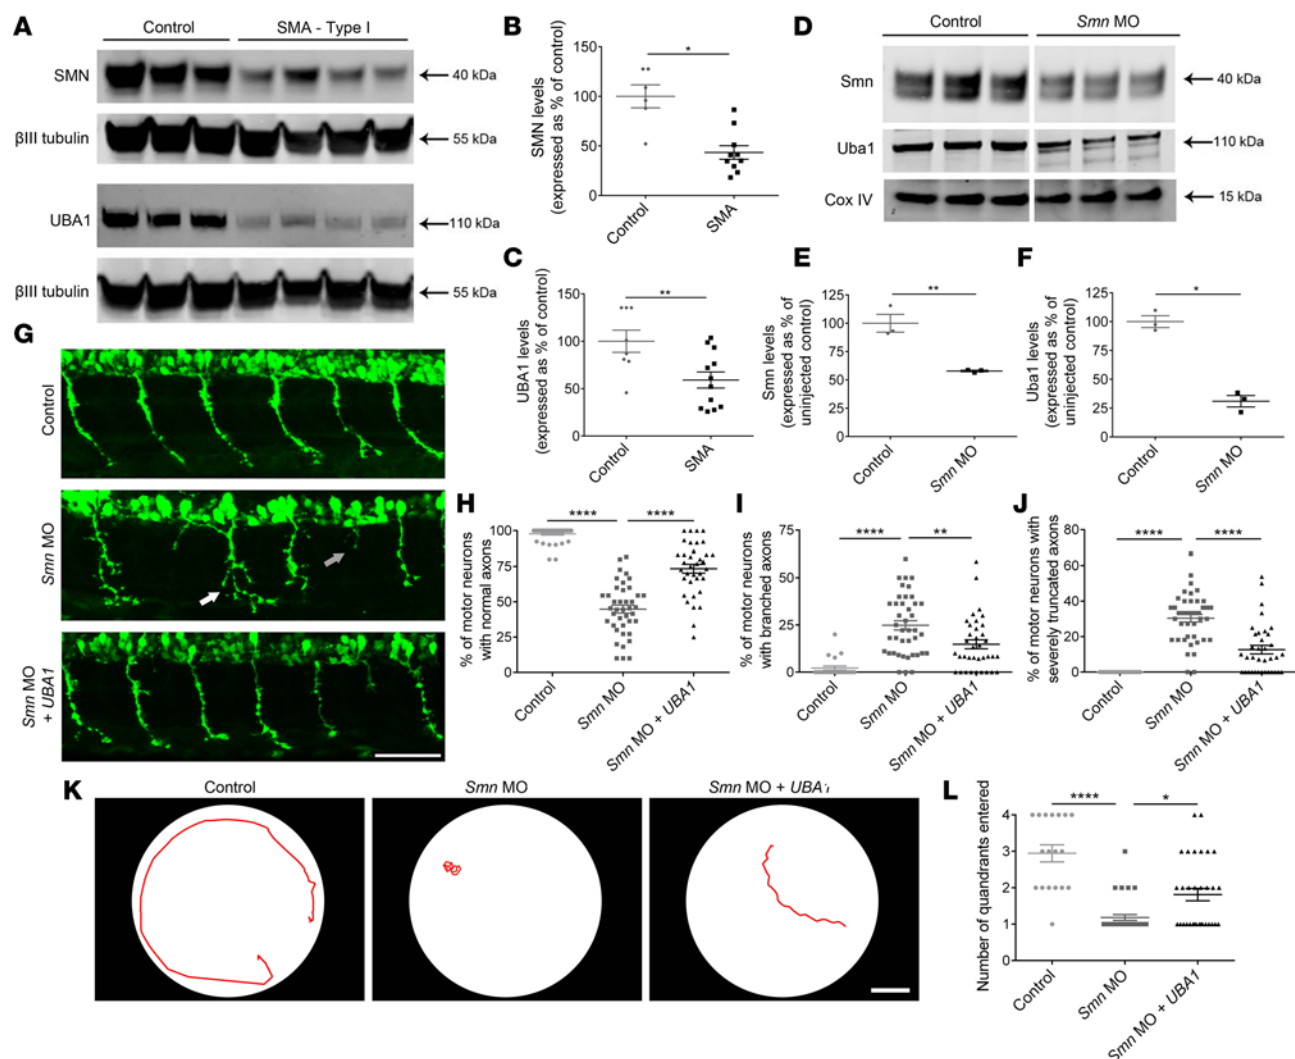 A
Control
SMA - Type I
SMN
40 kDa
βIII tubulin
55 kDa
UBA1
110 kDa
βIII tubulin
55 kDa
B
SMN levels
(expressed as % of control)
150
100
50
0
*
Control
SMA
C
UBA1 levels
(expressed as % of control)
150
100
50
0
**
Control
SMA
D
Control
Smn MO
Smn
40 kDa
Uba1
110 kDa
Cox IV
15 kDa
E
Smn levels
(expressed as % of
uninjected control)
125
100
75
50
25
0
**
Control
Smn MO
F
Uba1 levels
(expressed as % of
uninjected control)
125
100
75
50
25
0
*
Control
Smn MO
G
Control
Smn MO
Smn MO
+ UBA1
H
% of motor neurons
with normal axons
100
75
50
25
0
****
****
Control
Smn MO
Smn MO + UBA1
I
% of motor neurons
with branched axons
75
50
25
0
****
**
Control
Smn MO
Smn MO + UBA1
J
% of motor neurons with
severely truncated axons
80
60
40
20
0
****
****
Control
Smn MO
Smn MO + UBA1
K
Control
Smn MO
Smn MO + UBA1
L
Number of quandrants entered
4
3
2
1
0
****
*
Control
Smn MO
Smn MO + UBA1